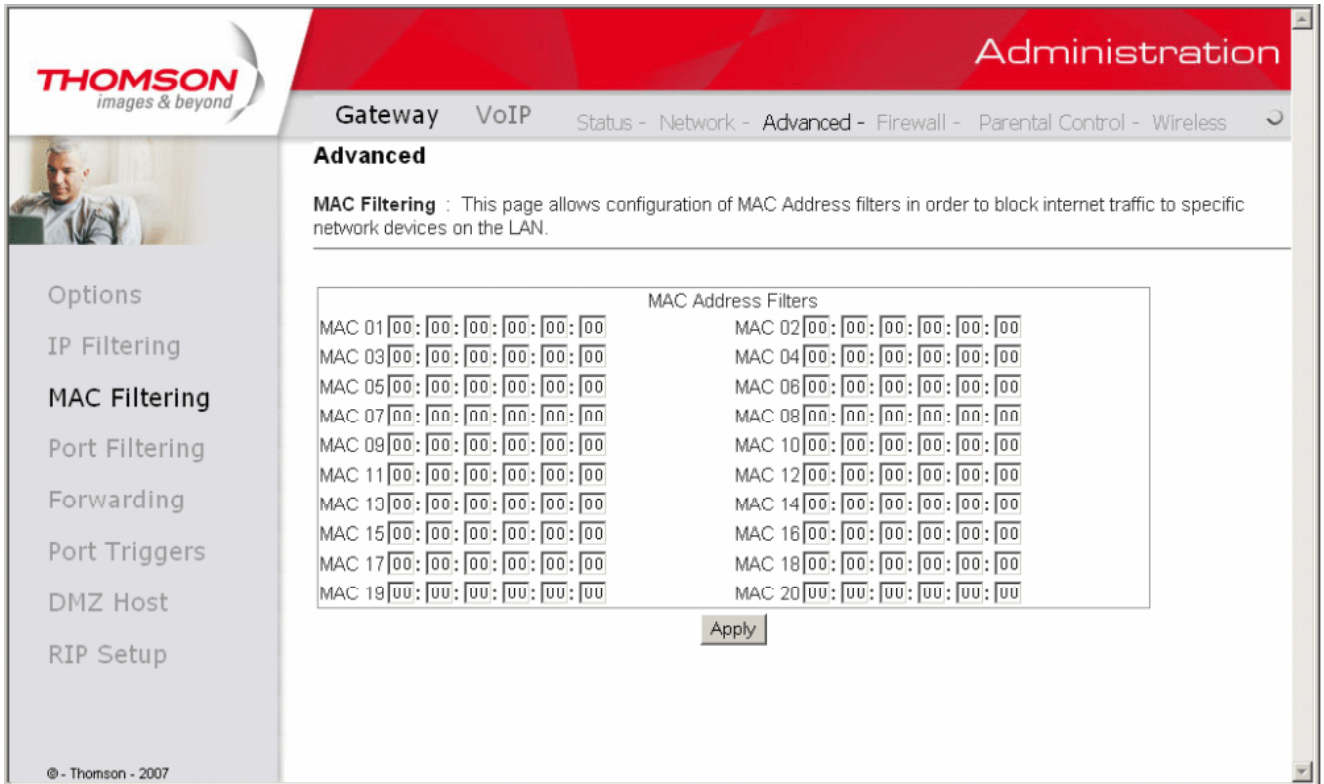 THOMSON
images & beyond
Administration
Gateway VoIP Status - Network - Advanced - Firewall - Parental Control - Wireless
Advanced
MAC Filtering : This page allows configuration of MAC Address filters in order to block internet traffic to specific
network devices on the LAN.
Options
IP Filtering
MAC Filtering
Port Filtering
Forwarding
Port Triggers
DMZ Host
RIP Setup
MAC Address Filters
MAC 01 00 : 00 : 00 : 00 : 00 : 00 MAC 02 00 : 00 : 00 : 00 : 00 : 00
MAC 03 00 : 00 : 00 : 00 : 00 : 00 MAC 04 00 : 00 : 00 : 00 : 00 : 00
MAC 05 00 : 00 : 00 : 00 : 00 : 00 MAC 06 00 : 00 : 00 : 00 : 00 : 00
MAC 07 00 : 00 : 00 : 00 : 00 : 00 MAC 08 00 : 00 : 00 : 00 : 00 : 00
MAC 09 00 : 00 : 00 : 00 : 00 : 00 MAC 10 00 : 00 : 00 : 00 : 00 : 00
MAC 11 00 : 00 : 00 : 00 : 00 : 00 MAC 12 00 : 00 : 00 : 00 : 00 : 00
MAC 13 00 : 00 : 00 : 00 : 00 : 00 MAC 14 00 : 00 : 00 : 00 : 00 : 00
MAC 15 00 : 00 : 00 : 00 : 00 : 00 MAC 16 00 : 00 : 00 : 00 : 00 : 00
MAC 17 00 : 00 : 00 : 00 : 00 : 00 MAC 18 00 : 00 : 00 : 00 : 00 : 00
MAC 19 00 : 00 : 00 : 00 : 00 : 00 MAC 20 00 : 00 : 00 : 00 : 00 : 00
Apply
© - Thomson - 2007